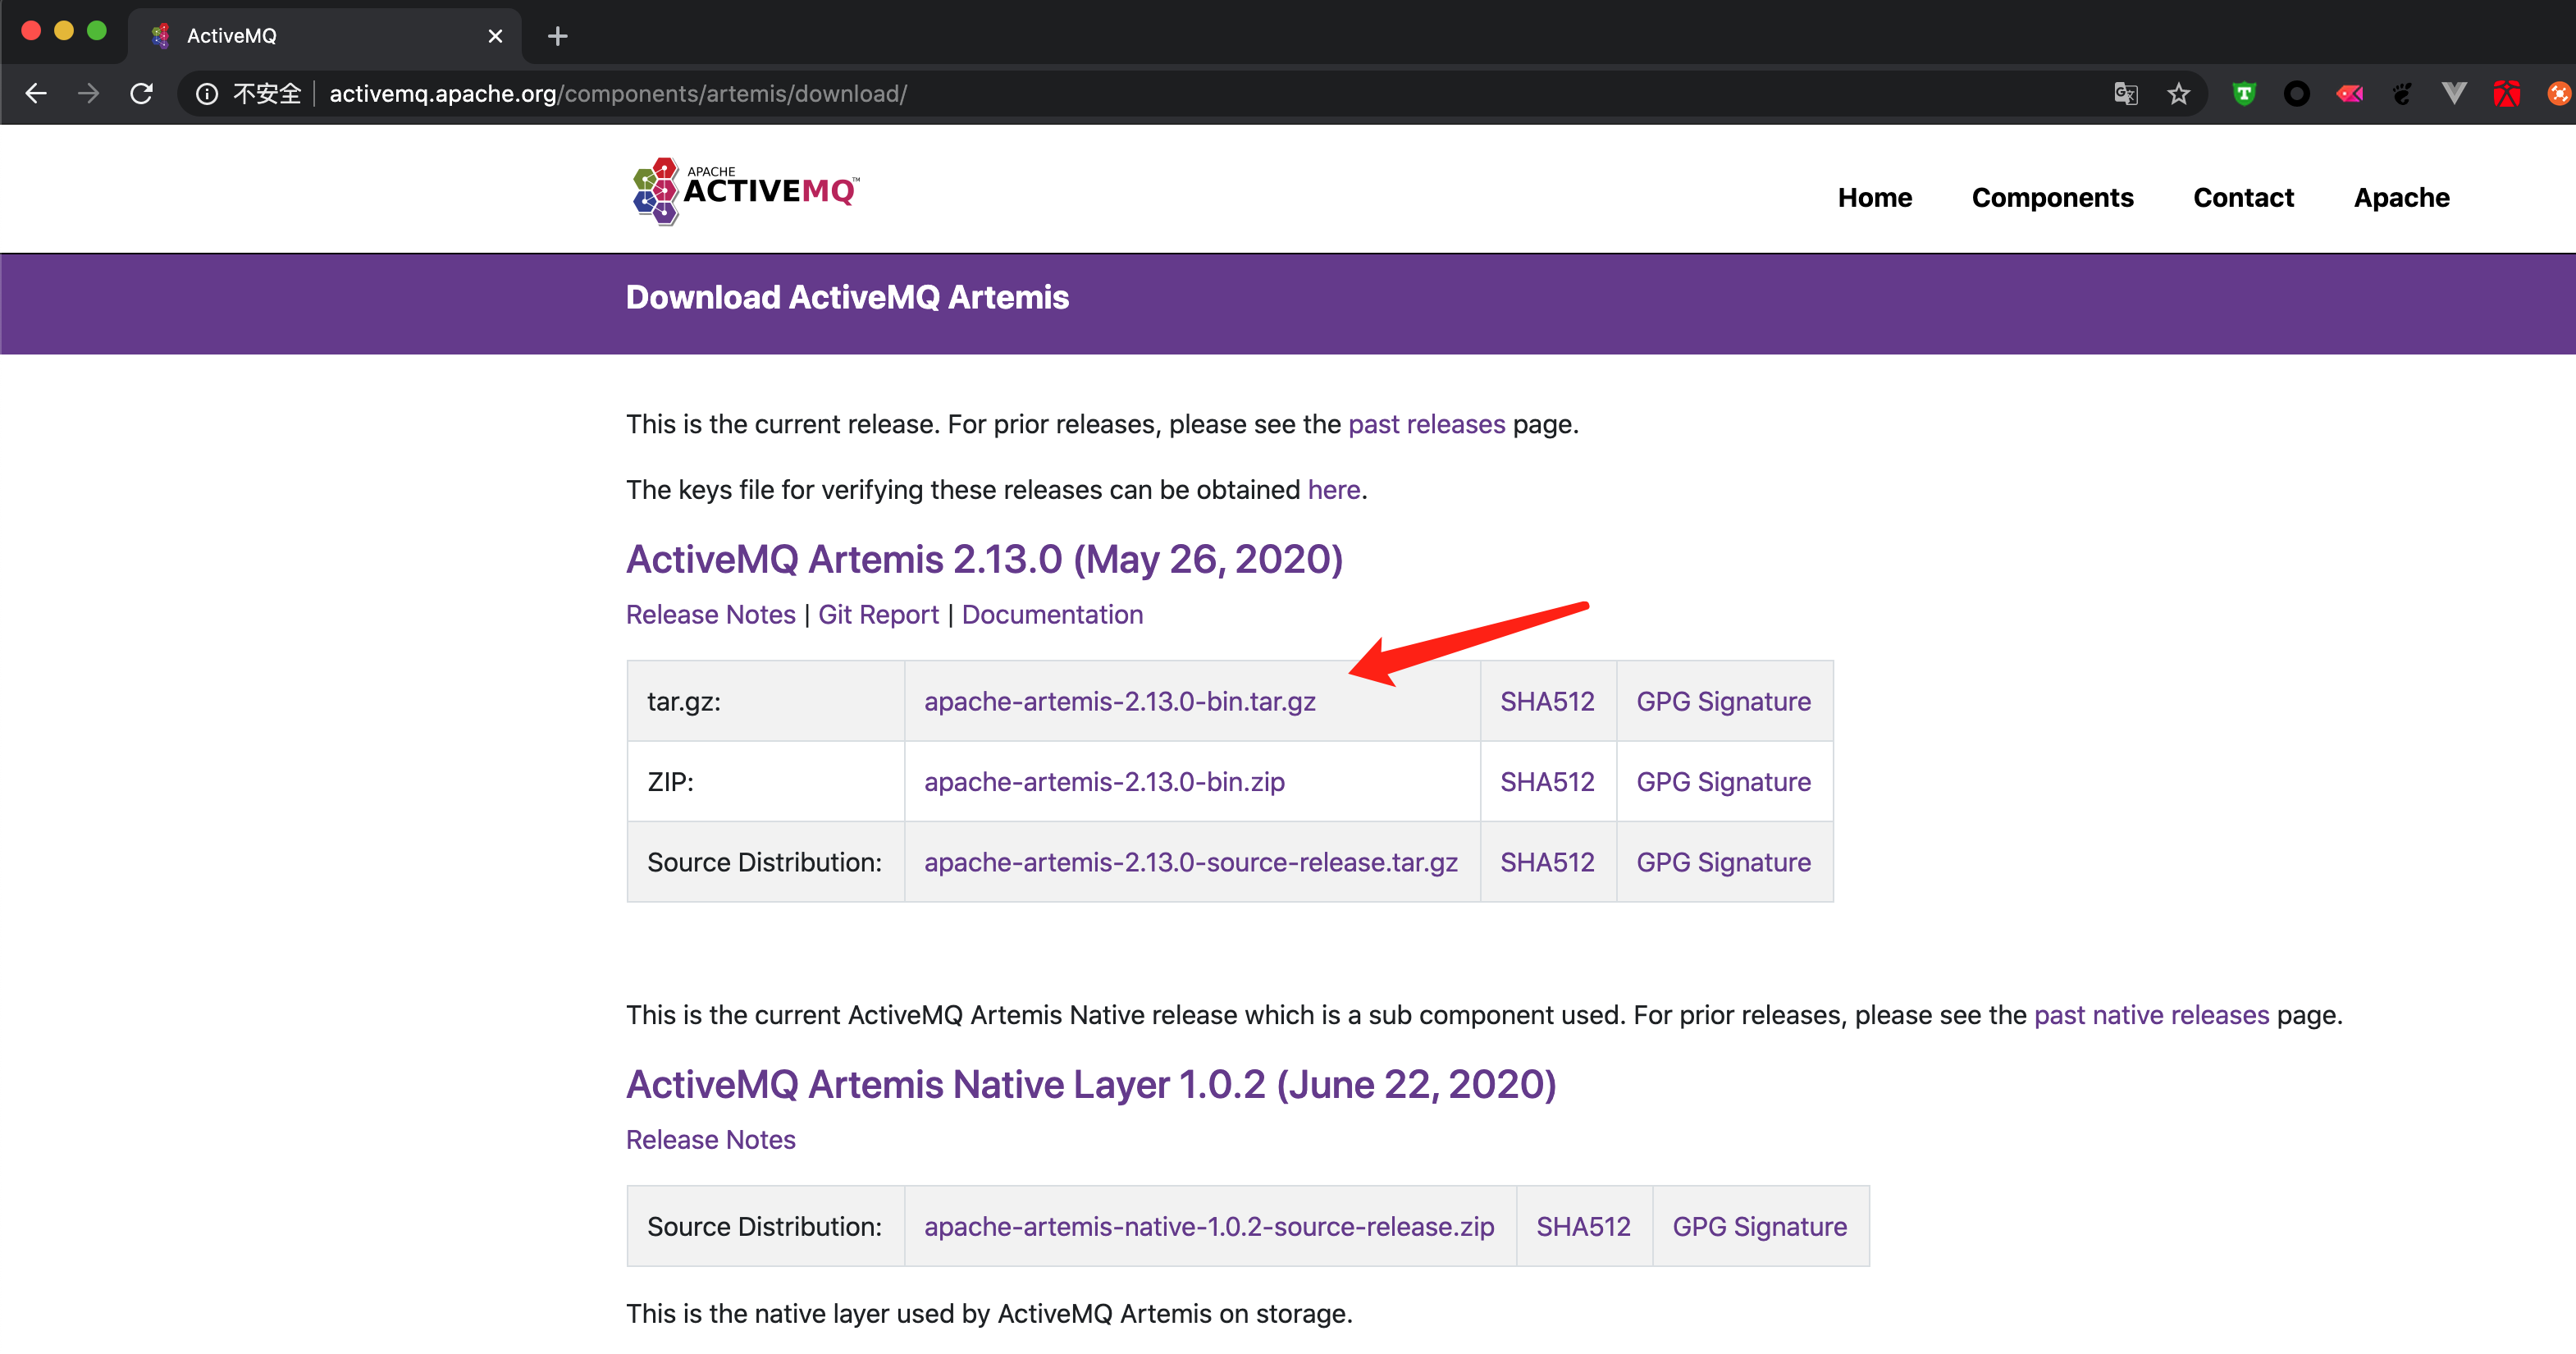 ActiveMQ
不安全 activemq.apache.org/components/artemis/download/
APACHE
ACTIVEMQ™
Home Components Contact Apache
Download ActiveMQ Artemis
This is the current release. For prior releases, please see the past releases page.
The keys file for verifying these releases can be obtained here.
ActiveMQ Artemis 2.13.0 (May 26, 2020)
Release Notes | Git Report | Documentation
tar.gz: apache-artemis-2.13.0-bin.tar.gz SHA512 GPG Signature
ZIP: apache-artemis-2.13.0-bin.zip SHA512 GPG Signature
Source Distribution: apache-artemis-2.13.0-source-release.tar.gz SHA512 GPG Signature
This is the current ActiveMQ Artemis Native release which is a sub component used. For prior releases, please see the past native releases page.
ActiveMQ Artemis Native Layer 1.0.2 (June 22, 2020)
Release Notes
Source Distribution: apache-artemis-native-1.0.2-source-release.zip SHA512 GPG Signature
This is the native layer used by ActiveMQ Artemis on storage.